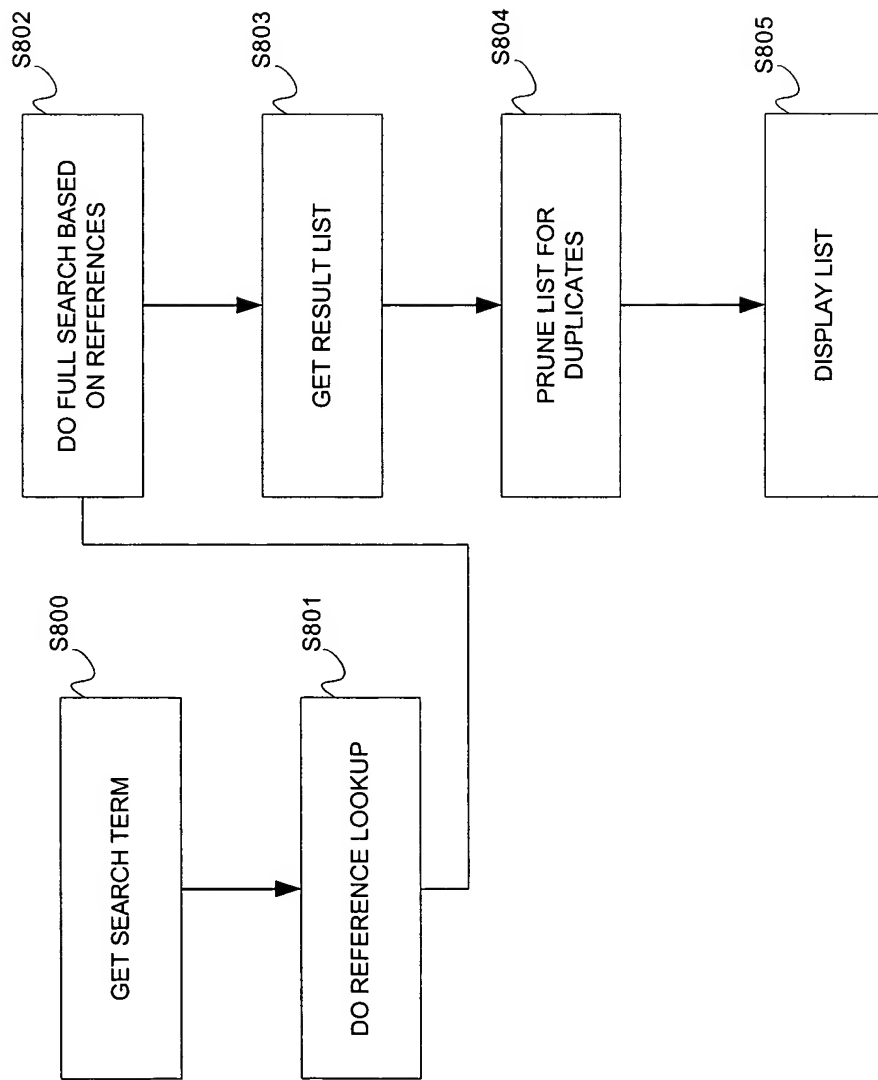 S800
GET SEARCH TERM
S801
DO REFERENCE LOOKUP
S802
DO FULL SEARCH BASED
ON REFERENCES
S803
GET RESULT LIST
S804
PRUNE LIST FOR
DUPLICATES
S805
DISPLAY LIST